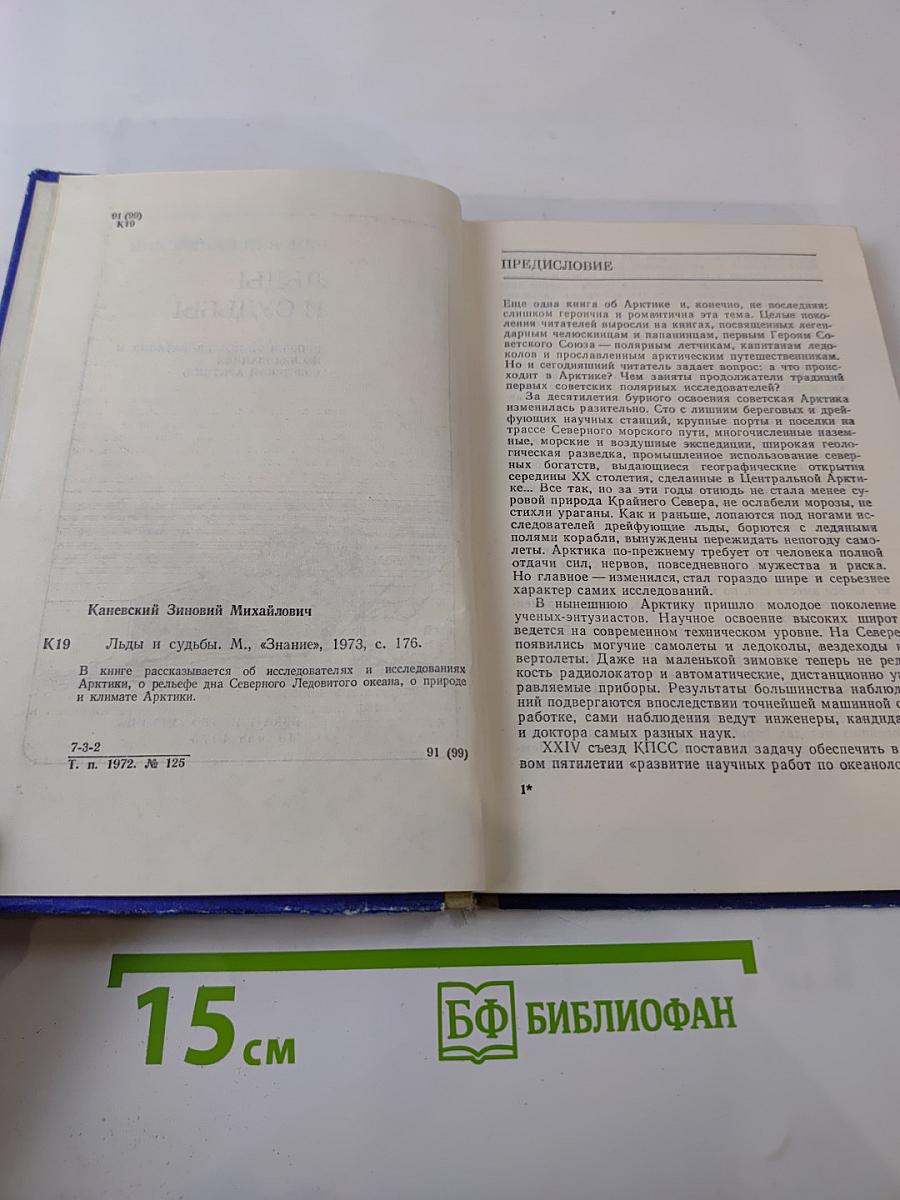 91 (99)
К19
Каневский Зиновий Михайлович
К19 Льды и судьбы. М., «Знание», 1973, с. 176.
В книге рассказывается об исследователях и исследованиях
Арктики, о рельефе дна Северного Ледовитого океана, о природе
и климате Арктики.
7-3-2
Т. п. 1972. № 125
91 (99)
ПРЕДИСЛОВИЕ
Еще одна книга об Арктике и, конечно, не последняя:
слишком героична и романтична эта тема. Целые поко-
ления читателей выросли на книгах, посвященных леген-
дарным челюскинцам и папанинцам, первым Героям Со-
ветского Союза — полярным летчикам, капитанам ледо-
колов и прославленным арктическим путешественникам.
Но и сегодняшний читатель задает вопрос: а что проис-
ходит в Арктике? Чем заняты продолжатели традиций
первых советских полярных исследователей?
За десятилетия бурного освоения советская Арктика
изменилась разительно. Сто с лишним береговых и дрей-
фующих научных станций, крупные порты и поселки на
трассе Северного морского пути, многочисленные назем-
ные, морские и воздушные экспедиции, широкая геоло-
гическая разведка, промышленное использование север-
ных богатств, выдающиеся географические открытия
середины XX столетия, сделанные в Центральной Аркти-
ке... Все так, но за эти годы отнюдь не стала менее су-
ровой природа Крайнего Севера, не ослабели морозы, не
стихли ураганы. Как и раньше, лопаются под ногами ис-
следователей дрейфующие льды, борются с ледяными
полями корабли, вынуждены пережидать непогоду само-
леты. Арктика по-прежнему требует от человека полной
отдачи сил, нервов, повседневного мужества и риска.
Но главное — изменился, стал гораздо шире и серьезнее
характер самих исследований.
В нынешнюю Арктику пришло молодое поколение
ученых-энтузиастов. Научное освоение высоких широт
ведется на современном техническом уровне. На Севере
появились могучие самолеты и ледоколы, вездеходы и
вертолеты. Даже на маленькой зимовке теперь не ред
кость радиолокатор и автоматические, дистанционно уп
равляемые приборы. Результаты большинства наблюд
ний подвергаются впоследствии точнейшей машинной о
работке, сами наблюдения ведут инженеры, кандида
и доктора самых разных наук.
XXIV съезд КПСС поставил задачу обеспечить в
вом пятилетии «развитие научных работ по океаноло
1*
15 см
БФ БИБЛИОФАН